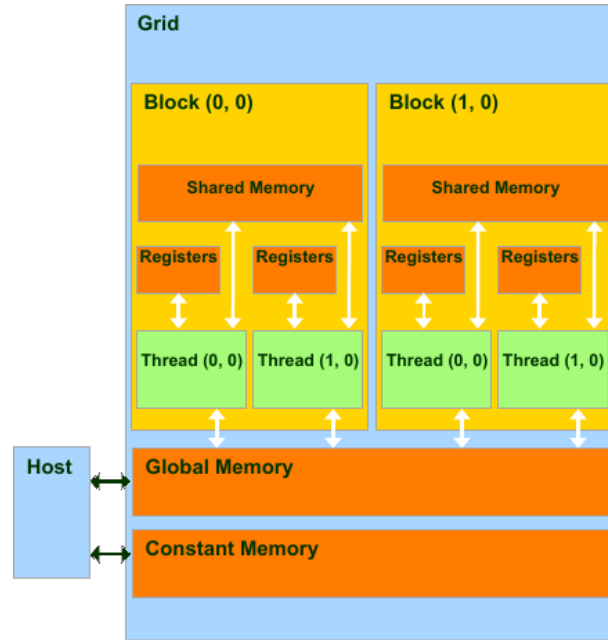 Grid
Block (0, 0)
Block (1, 0)
Shared Memory
Shared Memory
Registers
Registers
Registers
Registers
Thread (0, 0)
Thread (1, 0)
Thread (0, 0)
Thread (1, 0)
Host
Global Memory
Constant Memory